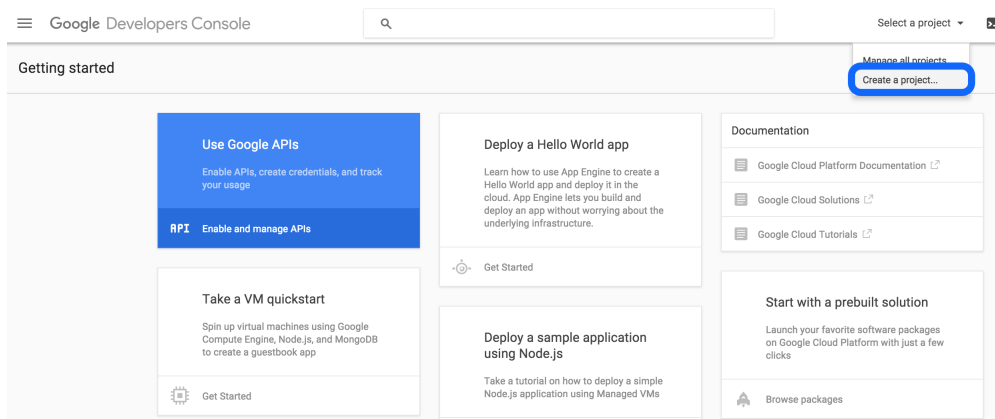 Google Developers Console
Select a project
Manage all projects
Create a project...
Getting started
Use Google APIs
Enable APIs, create credentials, and track
your usage
API Enable and manage APIs
Deploy a Hello World app
Learn how to use App Engine to create a
Hello World app and deploy it in the
cloud. App Engine lets you build and
deploy an app without worrying about the
underlying infrastructure.
Get Started
Documentation
Google Cloud Platform Documentation
Google Cloud Solutions
Google Cloud Tutorials
Take a VM quickstart
Spin up virtual machines using Google
Compute Engine, Node.js, and MongoDB
to create a guestbook app
Get Started
Deploy a sample application
using Node.js
Take a tutorial on how to deploy a simple
Node.js application using Managed VMs
Start with a prebuilt solution
Launch your favorite software packages
on Google Cloud Platform with just a few
clicks
Browse packages